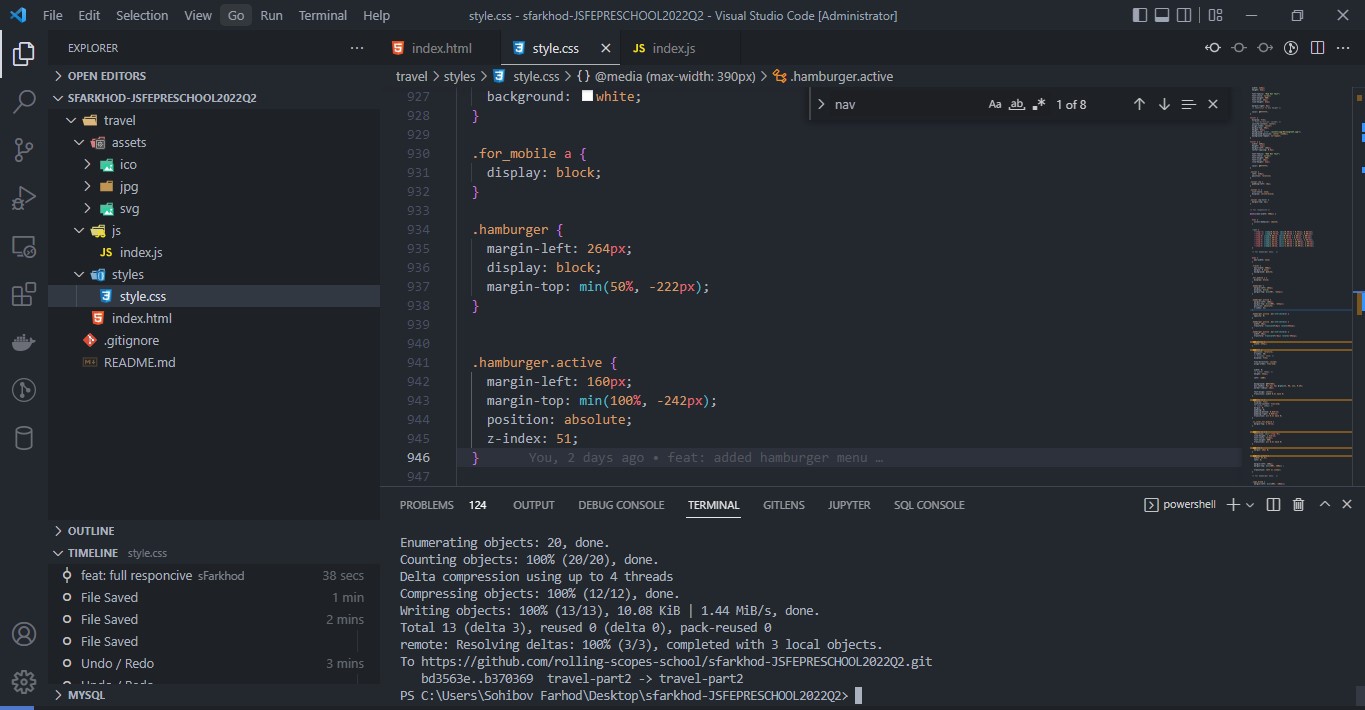 File Edit Selection View Go Run Terminal Help style.css - sfarkhod-JSFEPRESCHOOL2022Q2 - Visual Studio Code [Administrator]
EXPLORER
OPEN EDITORS
SFARKHOD-JSFEPRESCHOOL2022Q2
travel
assets
ico
jpg
svg
js
JS index.js
styles
style.css
index.html
.gitignore
README.md
OUTLINE
TIMELINE style.css
feat: full responcive sFarkhod 38 secs
File Saved 1 min
File Saved 2 mins
File Saved
Undo / Redo 3 mins
Undo / Redo
MYSQL
index.html style.css JS index.js
travel > styles > style.css > {} @media (max-width: 390px) > .hamburger.active
nav Aa ab .* 1 of 8
927 background: white;
928 }
929
930 .for_mobile a {
931 display: block;
932 }
933
934 .hamburger {
935 margin-left: 264px;
936 display: block;
937 margin-top: min(50%, -222px);
938 }
939
940
941 .hamburger.active {
942 margin-left: 160px;
943 margin-top: min(100%, -242px);
944 position: absolute;
945 z-index: 51;
946 } You, 2 days ago • feat: added hamburger menu …
947
PROBLEMS 124 OUTPUT DEBUG CONSOLE TERMINAL GITLENS JUPYTER SQL CONSOLE powershell
Enumerating objects: 20, done.
Counting objects: 100% (20/20), done.
Delta compression using up to 4 threads
Compressing objects: 100% (12/12), done.
Writing objects: 100% (13/13), 10.08 KiB | 1.44 MiB/s, done.
Total 13 (delta 3), reused 0 (delta 0), pack-reused 0
remote: Resolving deltas: 100% (3/3), completed with 3 local objects.
To https://github.com/rolling-scopes-school/sfarkhod-JSFEPRESCHOOL2022Q2.git
bd3563e..b370369 travel-part2 -> travel-part2
PS C:\Users\Sohibov Farhod\Desktop\sfarkhod-JSFEPRESCHOOL2022Q2>